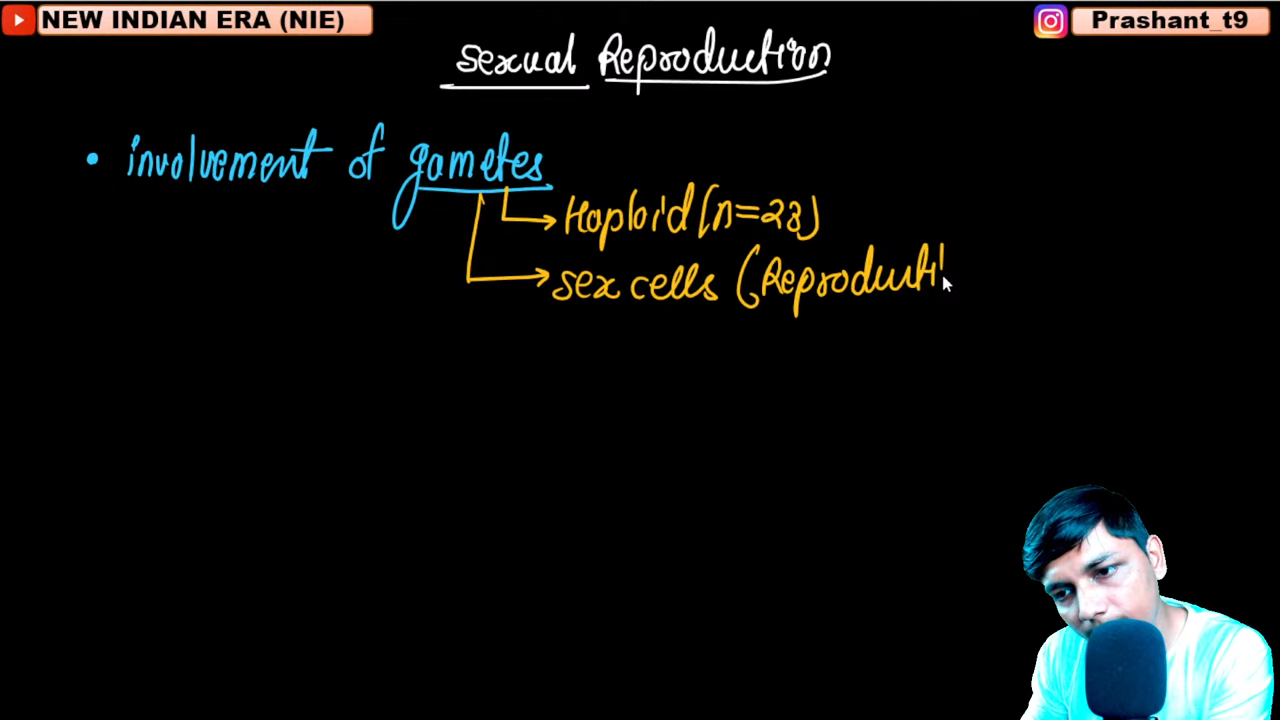 NEW INDIAN ERA (NIE)
Prashant_t9
Sexual Reproduction
• involvement of gametes
Haploid (n=23)
sex cells (Reproducti